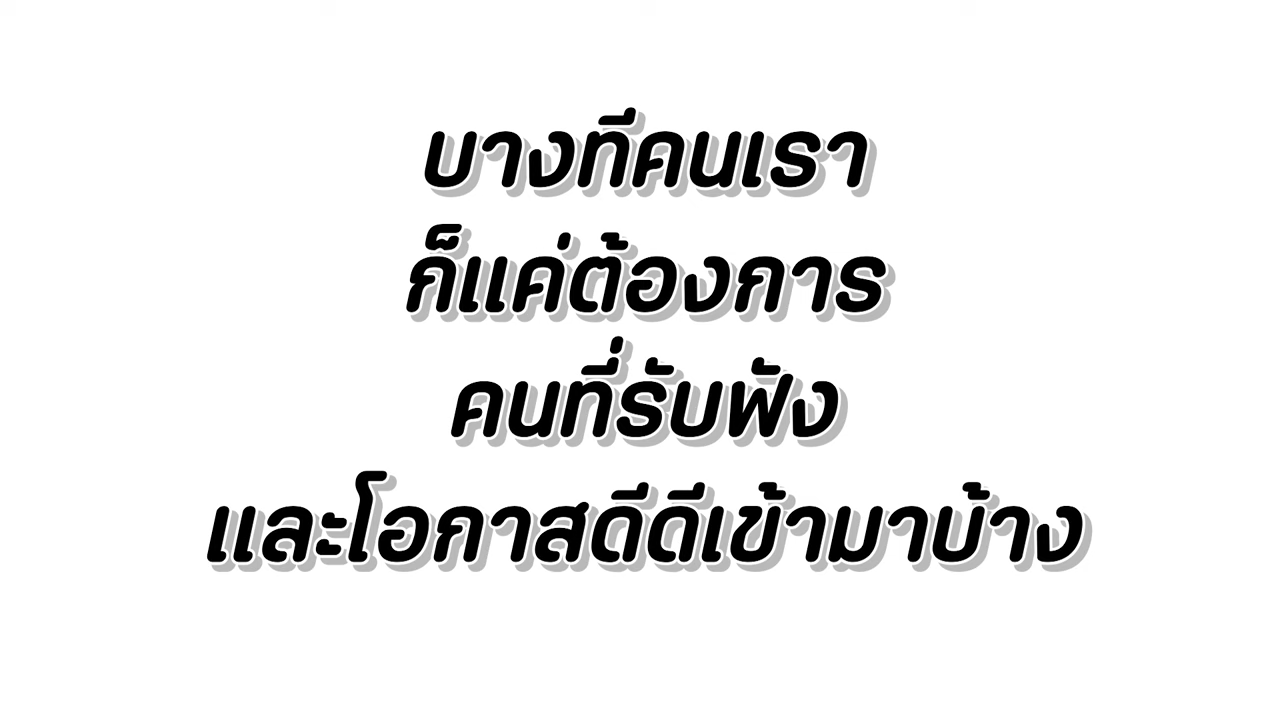 บางทีคนเรา
ก็แค่ต้องการ
คนที่รับฟัง
และโอกาสดีดีเข้ามาบ้าง